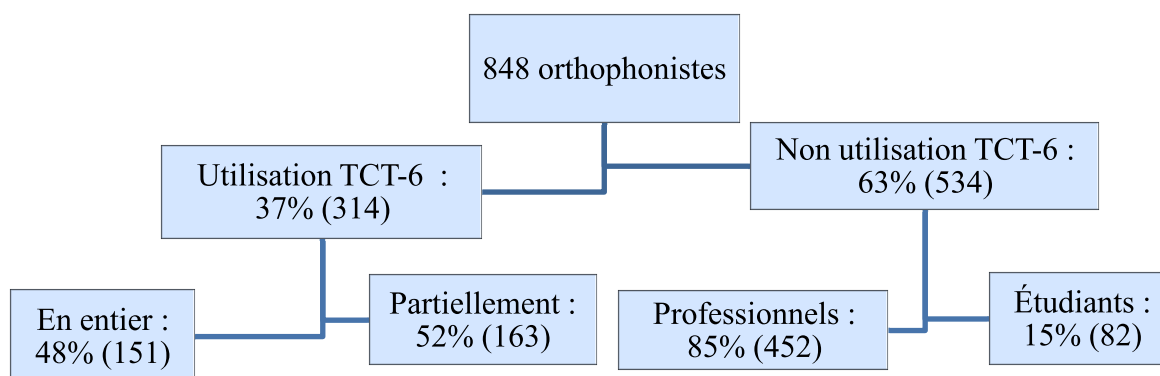 848 orthophonistes
Utilisation TCT-6 :
37% (314)
Non utilisation TCT-6 :
63% (534)
En entier :
48% (151)
Partiellement :
52% (163)
Professionnels :
85% (452)
Étudiants :
15% (82)